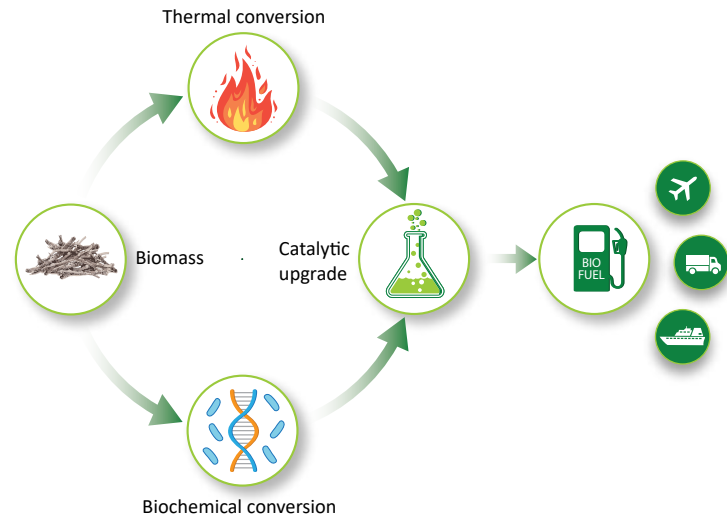 Thermal conversion
Biomass
Catalytic
upgrade
BIO
FUEL
Biochemical conversion